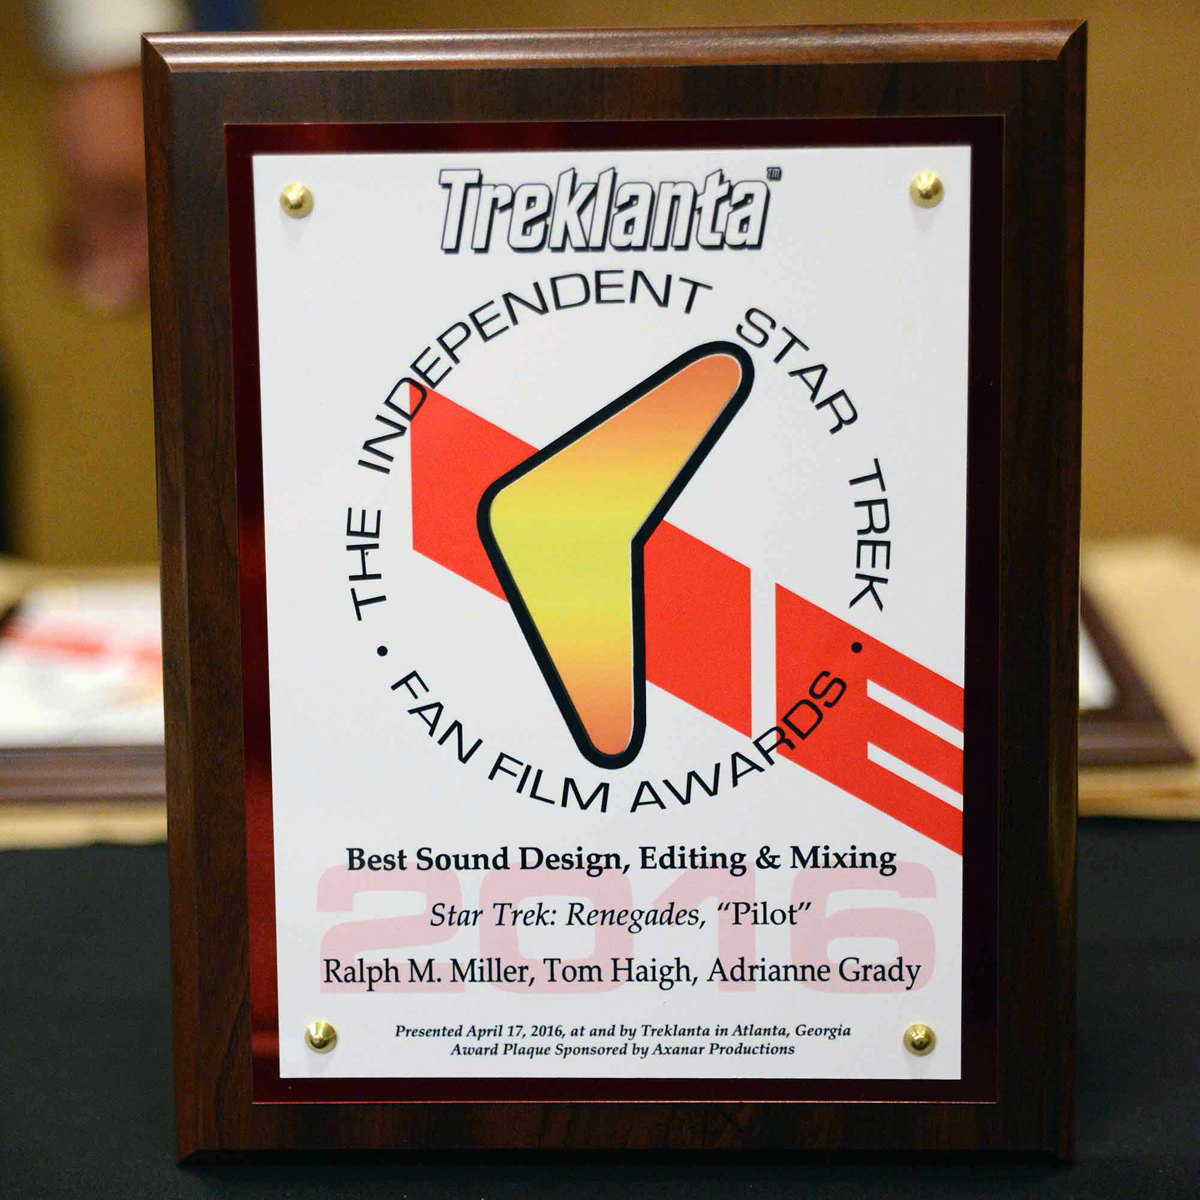 Treklanta™
THE INDEPENDENT STAR TREK
• FAN FILM AWARDS •
2016
Best Sound Design, Editing & Mixing
Star Trek: Renegades, “Pilot”
Ralph M. Miller, Tom Haigh, Adrianne Grady
Presented April 17, 2016, at and by Treklanta in Atlanta, Georgia
Award Plaque Sponsored by Axanar Productions